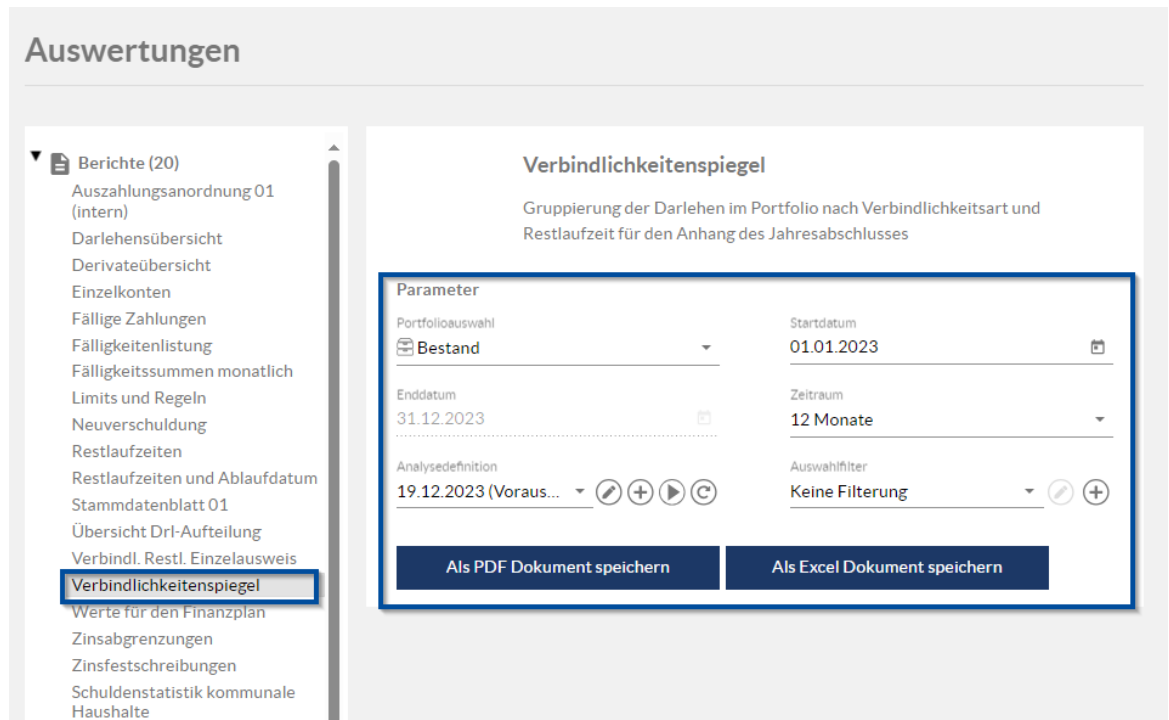 Auswertungen
Berichte (20)
Auszahlungsanordnung 01
(intern)
Darlehensübersicht
Derivateübersicht
Einzelkonten
Fällige Zahlungen
Fälligkeitenlistung
Fälligkeitssummen monatlich
Limits und Regeln
Neuverschuldung
Restlaufzeiten
Restlaufzeiten und Ablaufdatum
Stammdatenblatt 01
Übersicht Drl-Aufteilung
Verbindl. Restl. Einzelausweis
Verbindlichkeitenspiegel
Werte für den Finanzplan
Zinsabgrenzungen
Zinsfestschreibungen
Schuldenstatistik kommunale
Haushalte
Verbindlichkeitenspiegel
Gruppierung der Darlehen im Portfolio nach Verbindlichkeitsart und
Restlaufzeit für den Anhang des Jahresabschlusses
Parameter
Portfolioauswahl
Bestand
Startdatum
01.01.2023
Enddatum
31.12.2023
Zeitraum
12 Monate
Analysedefinition
19.12.2023 (Voraus...
Auswahlfilter
Keine Filterung
Als PDF Dokument speichern
Als Excel Dokument speichern